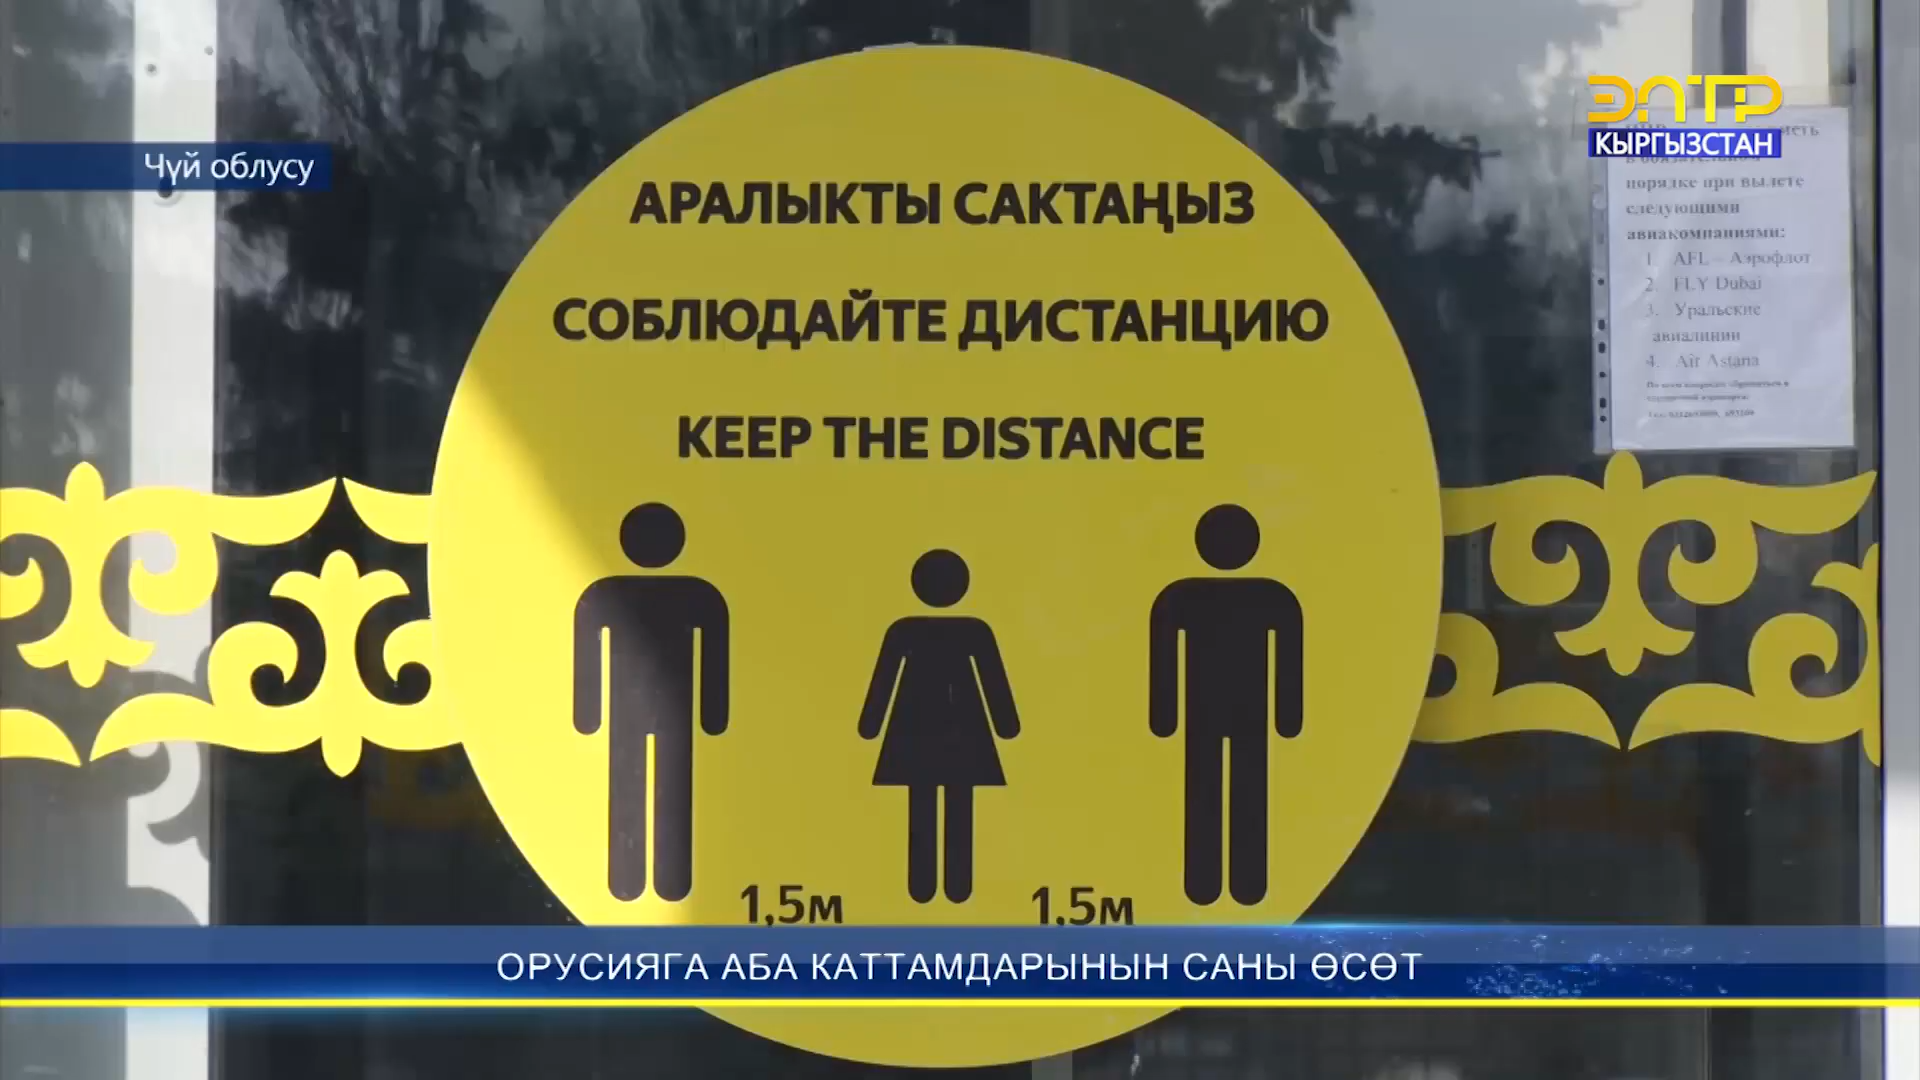 ЭЛТР
КЫРГЫЗСТАН
Чүй облусу
АРАЛЫКТЫ САКТАҢЫЗ
СОБЛЮДАЙТЕ ДИСТАНЦИЮ
KEEP THE DISTANCE
1,5м 1,5м
порядке при вылете
следующими
авиакомпаниями:
1. AFL – Аэрофлот
2. FLY Dubai
3. Уральские
авиалинии
4. Air Astana
ОРУСИЯГА АБА КАТТАМДАРЫНЫН САНЫ ӨСӨТ